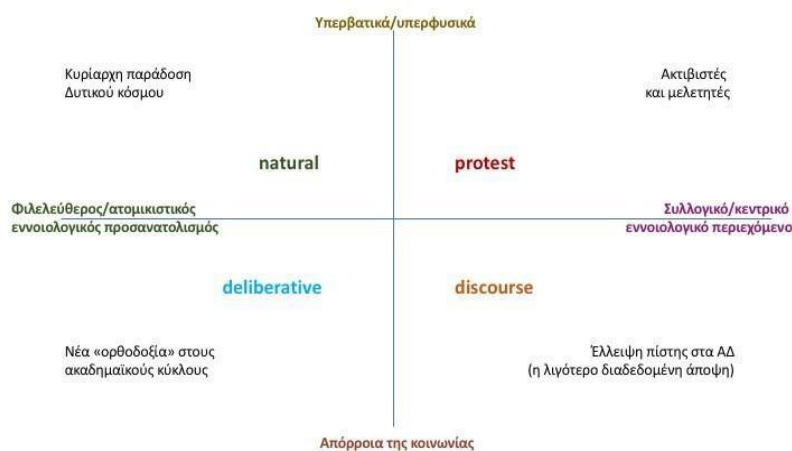 Υπερβατικά/υπερφυσικά
Κυρίαρχη παράδοση
Δυτικού κόσμου
Ακτιβιστές
και μελετητές
natural
protest
Φιλελεύθερος/ατομικιστικός
εννοιολογικός προσανατολισμός
Συλλογικό/κεντρικό
εννοιολογικό περιεχόμενο
deliberative
discourse
Νέα «ορθοδοξία» στους
ακαδημαϊκούς κύκλους
Έλλειψη πίστης στα ΑΔ
(η λιγότερο διαδεδομένη άποψη)
Απόρροια της κοινωνίας